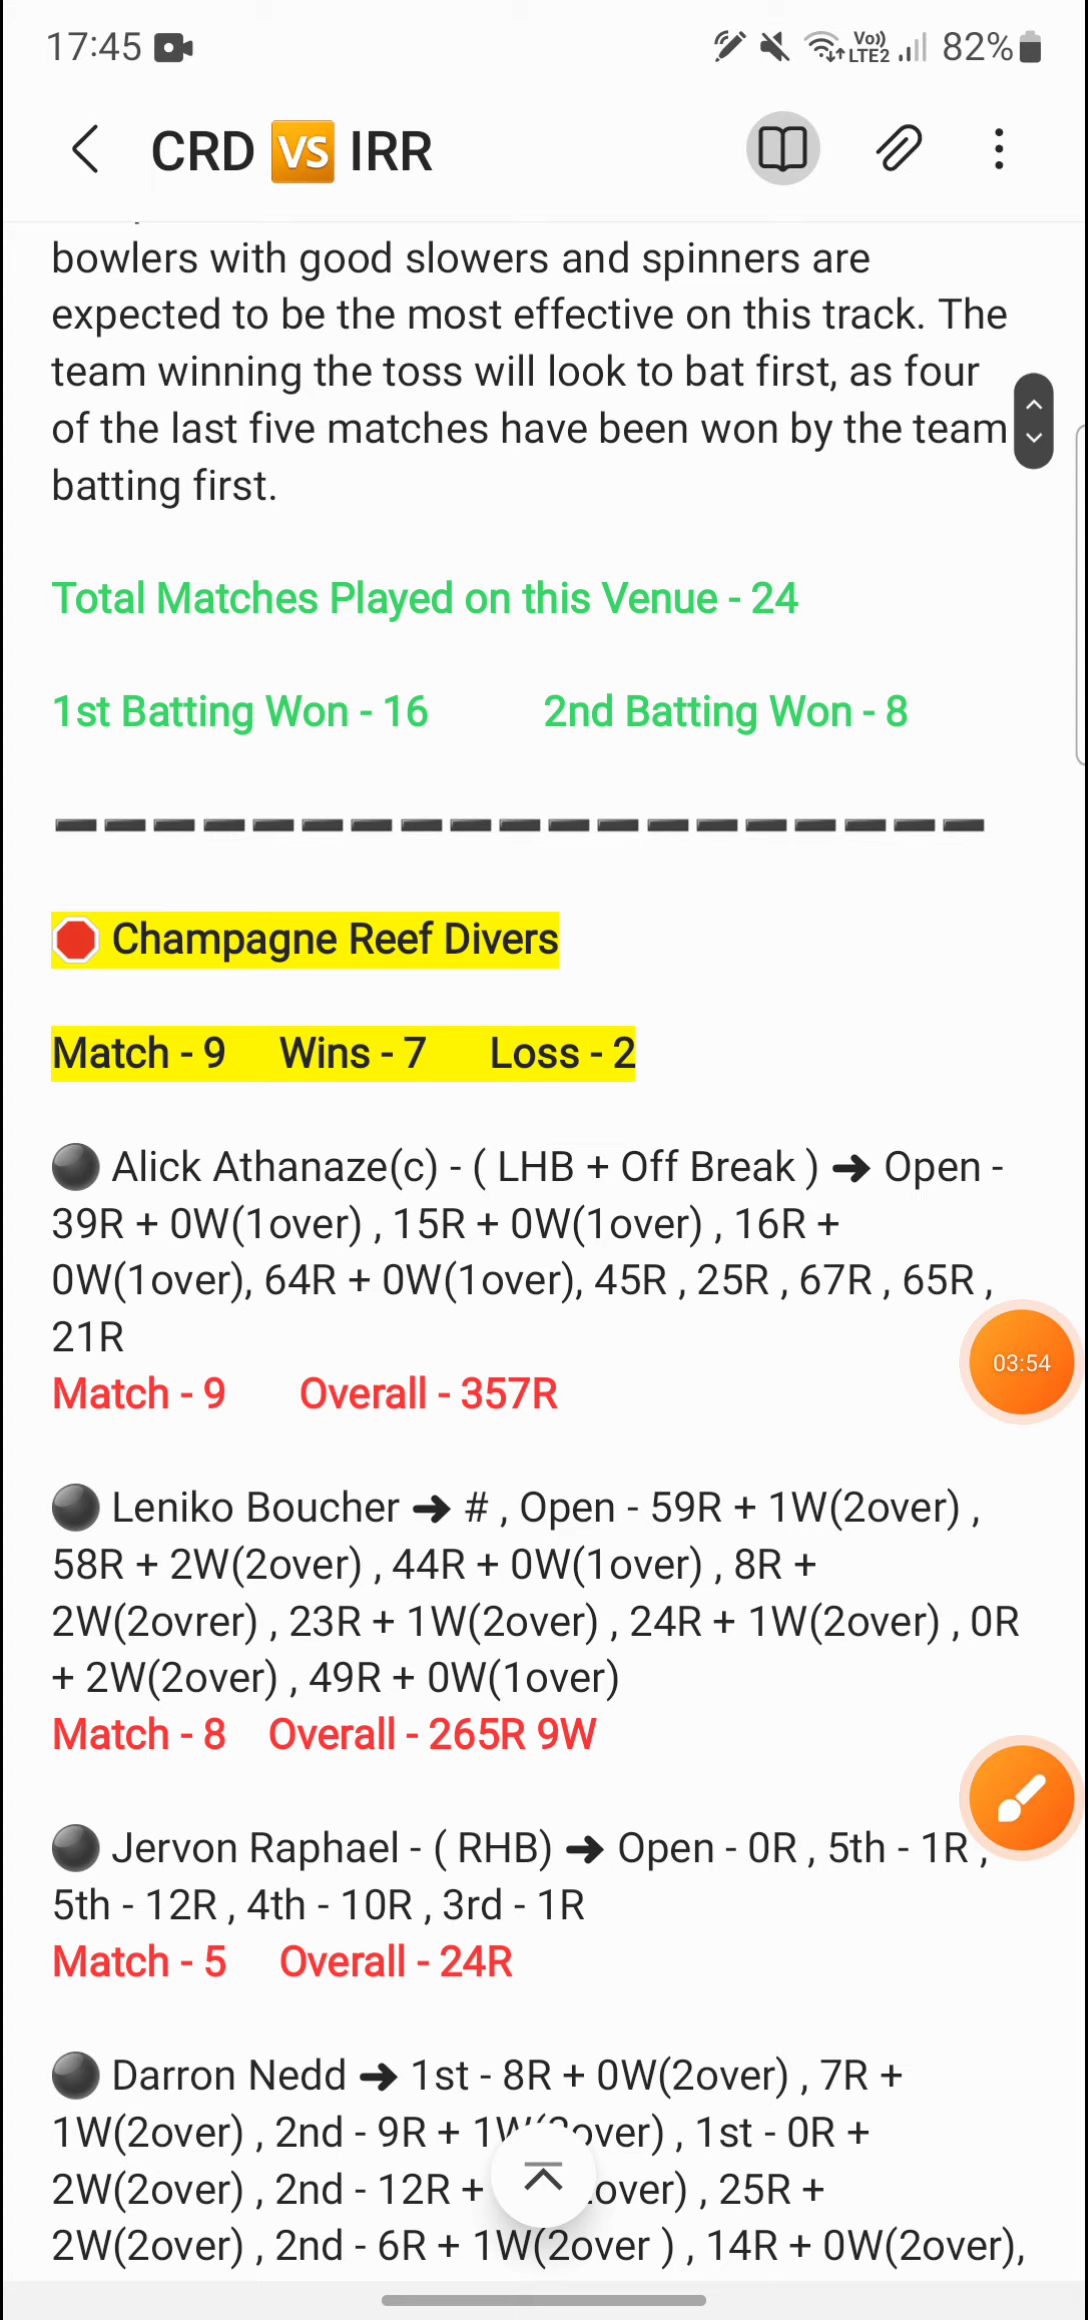 17:45
Vo)) LTE2 82%
CRD VS IRR
bowlers with good slowers and spinners are
expected to be the most effective on this track. The
team winning the toss will look to bat first, as four
of the last five matches have been won by the team
batting first.
Total Matches Played on this Venue - 24
1st Batting Won - 16 2nd Batting Won - 8
Champagne Reef Divers
Match - 9 Wins - 7 Loss - 2
Alick Athanaze(c) - ( LHB + Off Break ) ➔ Open -
39R + 0W(1over) , 15R + 0W(1over) , 16R +
0W(1over), 64R + 0W(1over), 45R , 25R , 67R , 65R ,
21R
03:54
Match - 9 Overall - 357R
Leniko Boucher ➔ # , Open - 59R + 1W(2over) ,
58R + 2W(2over) , 44R + 0W(1over) , 8R +
2W(2ovrer) , 23R + 1W(2over) , 24R + 1W(2over) , 0R
+ 2W(2over) , 49R + 0W(1over)
Match - 8 Overall - 265R 9W
Jervon Raphael - ( RHB) ➔ Open - 0R , 5th - 1R ,
5th - 12R , 4th - 10R , 3rd - 1R
Match - 5 Overall - 24R
Darron Nedd ➔ 1st - 8R + 0W(2over) , 7R +
1W(2over) , 2nd - 9R + over) , 1st - 0R +
2W(2over) , 2nd - 12R + over) , 25R +
2W(2over) , 2nd - 6R + 1W(2over ) , 14R + 0W(2over),